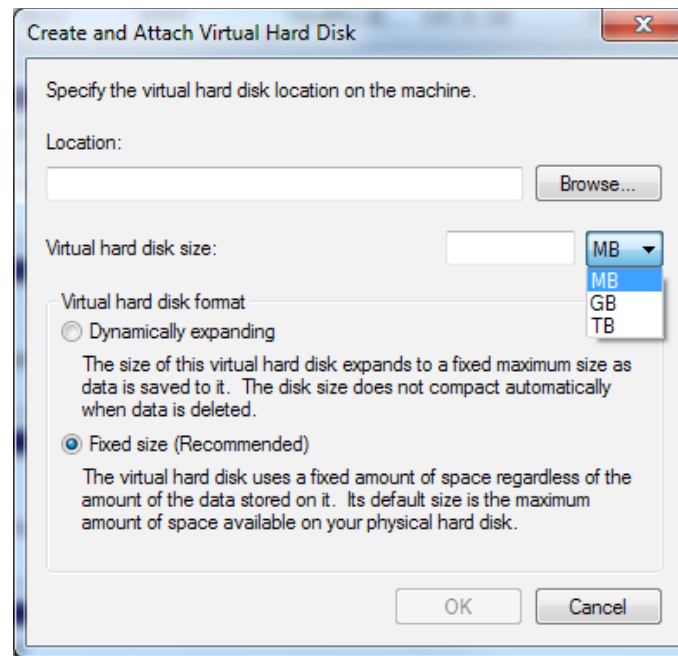 Create and Attach Virtual Hard Disk
Specify the virtual hard disk location on the machine.
Location:
Browse...
Virtual hard disk size:
MB
MB
GB
TB
Virtual hard disk format
Dynamically expanding
The size of this virtual hard disk expands to a fixed maximum size as
data is saved to it.  The disk size does not compact automatically
when data is deleted.
Fixed size (Recommended)
The virtual hard disk uses a fixed amount of space regardless of the
amount of the data stored on it.  Its default size is the maximum
amount of space available on your physical hard disk.
OK
Cancel